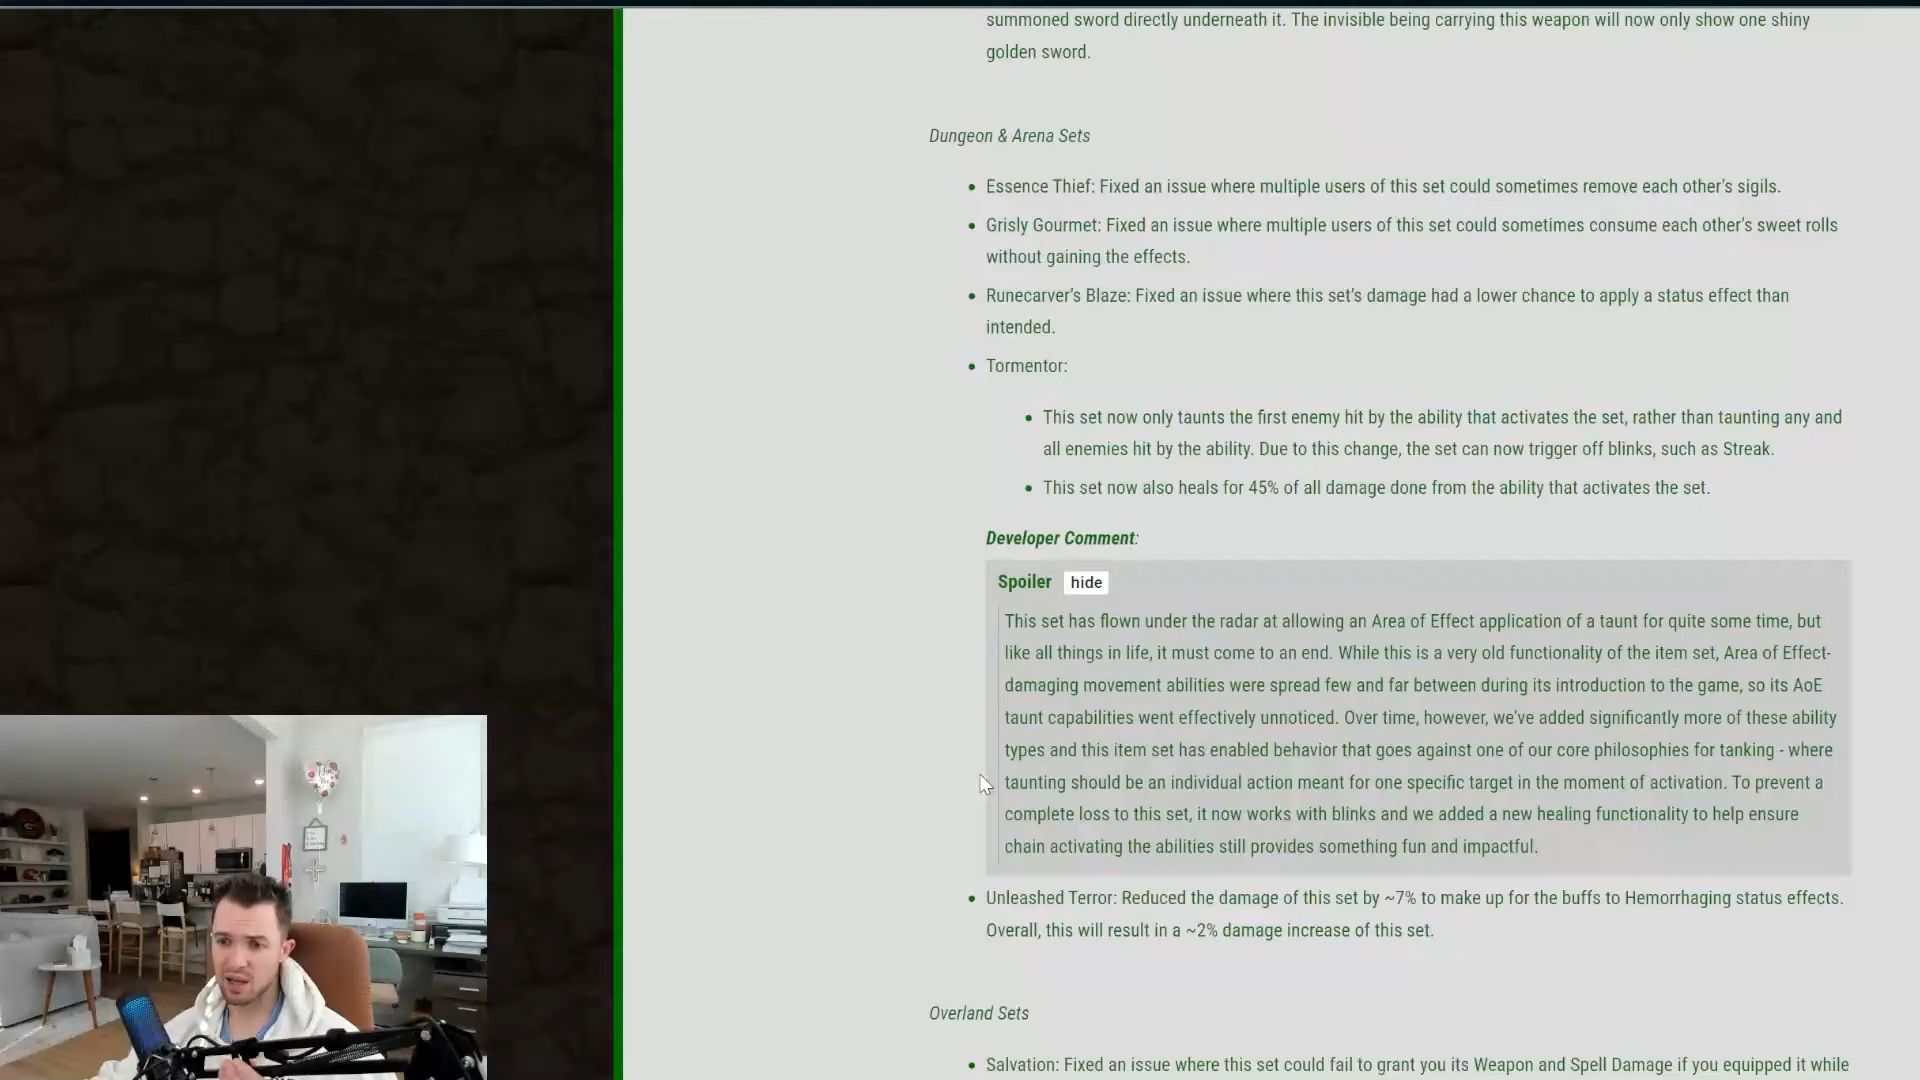 summoned sword directly underneath it. The invisible being carrying this weapon will now only show one shiny
golden sword.
Dungeon & Arena Sets
Essence Thief: Fixed an issue where multiple users of this set could sometimes remove each other's sigils.
Grisly Gourmet: Fixed an issue where multiple users of this set could sometimes consume each other's sweet rolls
without gaining the effects.
Runecarver's Blaze: Fixed an issue where this set's damage had a lower chance to apply a status effect than
intended.
Tormentor:
This set now only taunts the first enemy hit by the ability that activates the set, rather than taunting any and
all enemies hit by the ability. Due to this change, the set can now trigger off blinks, such as Streak.
This set now also heals for 45% of all damage done from the ability that activates the set.
Developer Comment:
Spoiler hide
This set has flown under the radar at allowing an Area of Effect application of a taunt for quite some time, but
like all things in life, it must come to an end. While this is a very old functionality of the item set, Area of Effect-
damaging movement abilities were spread few and far between during its introduction to the game, so its AoE
taunt capabilities went effectively unnoticed. Over time, however, we've added significantly more of these ability
types and this item set has enabled behavior that goes against one of our core philosophies for tanking - where
taunting should be an individual action meant for one specific target in the moment of activation. To prevent a
complete loss to this set, it now works with blinks and we added a new healing functionality to help ensure
chain activating the abilities still provides something fun and impactful.
Unleashed Terror: Reduced the damage of this set by ~7% to make up for the buffs to Hemorrhaging status effects.
Overall, this will result in a ~2% damage increase of this set.
Overland Sets
Salvation: Fixed an issue where this set could fail to grant you its Weapon and Spell Damage if you equipped it while